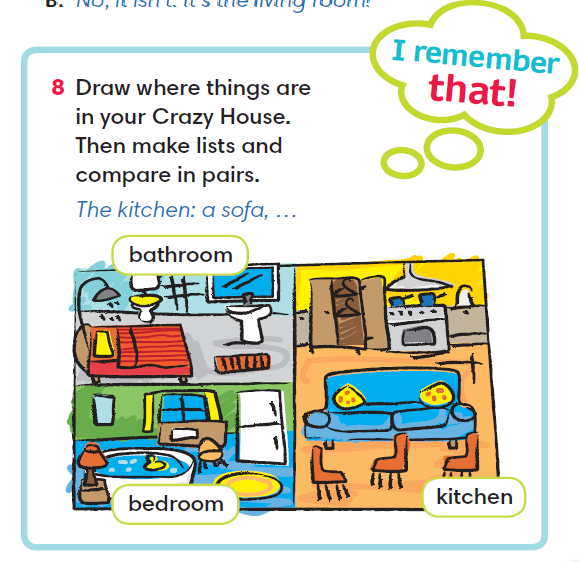 B. No, it isn't. It's the living room!
I remember
that!
8 Draw where things are
in your Crazy House.
Then make lists and
compare in pairs.
The kitchen: a sofa, …
bathroom
bedroom
kitchen